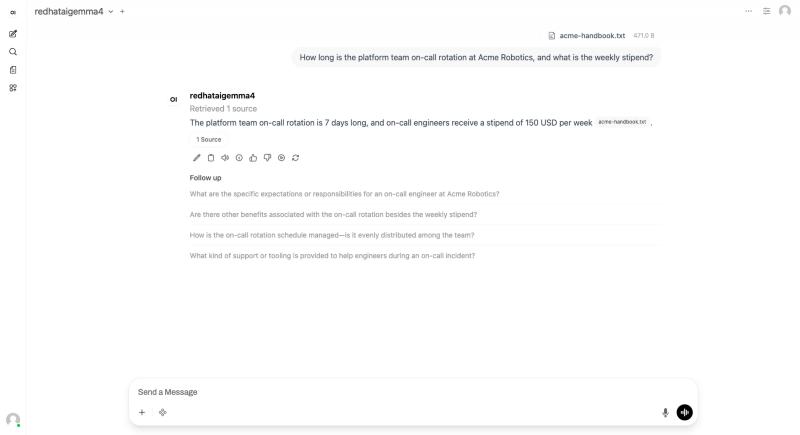 OI
redhataigemma4
acme-handbook.txt 471.0 B
How long is the platform team on-call rotation at Acme Robotics, and what is the weekly stipend?
OI redhataigemma4
Retrieved 1 source
The platform team on-call rotation is 7 days long, and on-call engineers receive a stipend of 150 USD per week acme-handbook.txt .
1 Source
Follow up
What are the specific expectations or responsibilities for an on-call engineer at Acme Robotics?
Are there other benefits associated with the on-call rotation besides the weekly stipend?
How is the on-call rotation schedule managed—is it evenly distributed among the team?
What kind of support or tooling is provided to help engineers during an on-call incident?
Send a Message